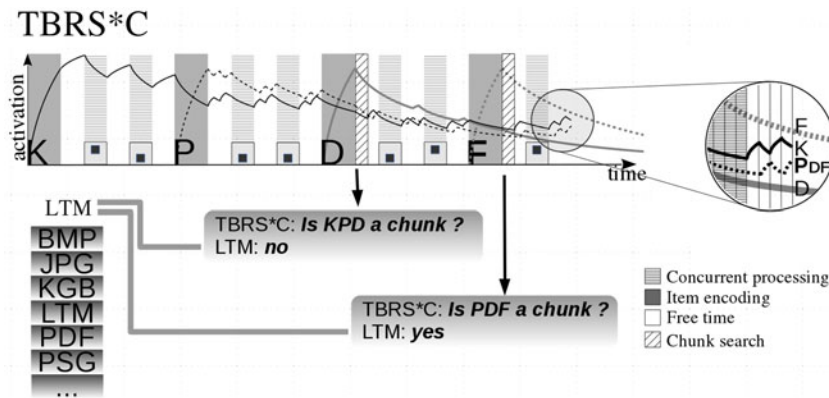 TBRS*C
activation
K
P
D
F
time
F
K
PDF
D
LTM
BMP
JPG
KGB
LTM
PDF
PSG
...
TBRS*C: Is KPD a chunk ?
LTM: no
TBRS*C: Is PDF a chunk ?
LTM: yes
Concurrent processing
Item encoding
Free time
Chunk search